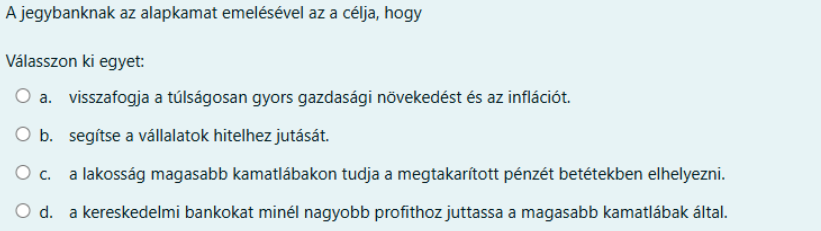 A jegybanknak az alapkamat emelésével az a célja, hogy
Válasszon ki egyet:
a. visszafogja a túlságosan gyors gazdasági növekedést és az inflációt.
b. segítse a vállalatok hitelhez jutását.
c. a lakosság magasabb kamatlábakon tudja a megtakarított pénzét betétekben elhelyezni.
d. a kereskedelmi bankokat minél nagyobb profithoz juttassa a magasabb kamatlábak által.